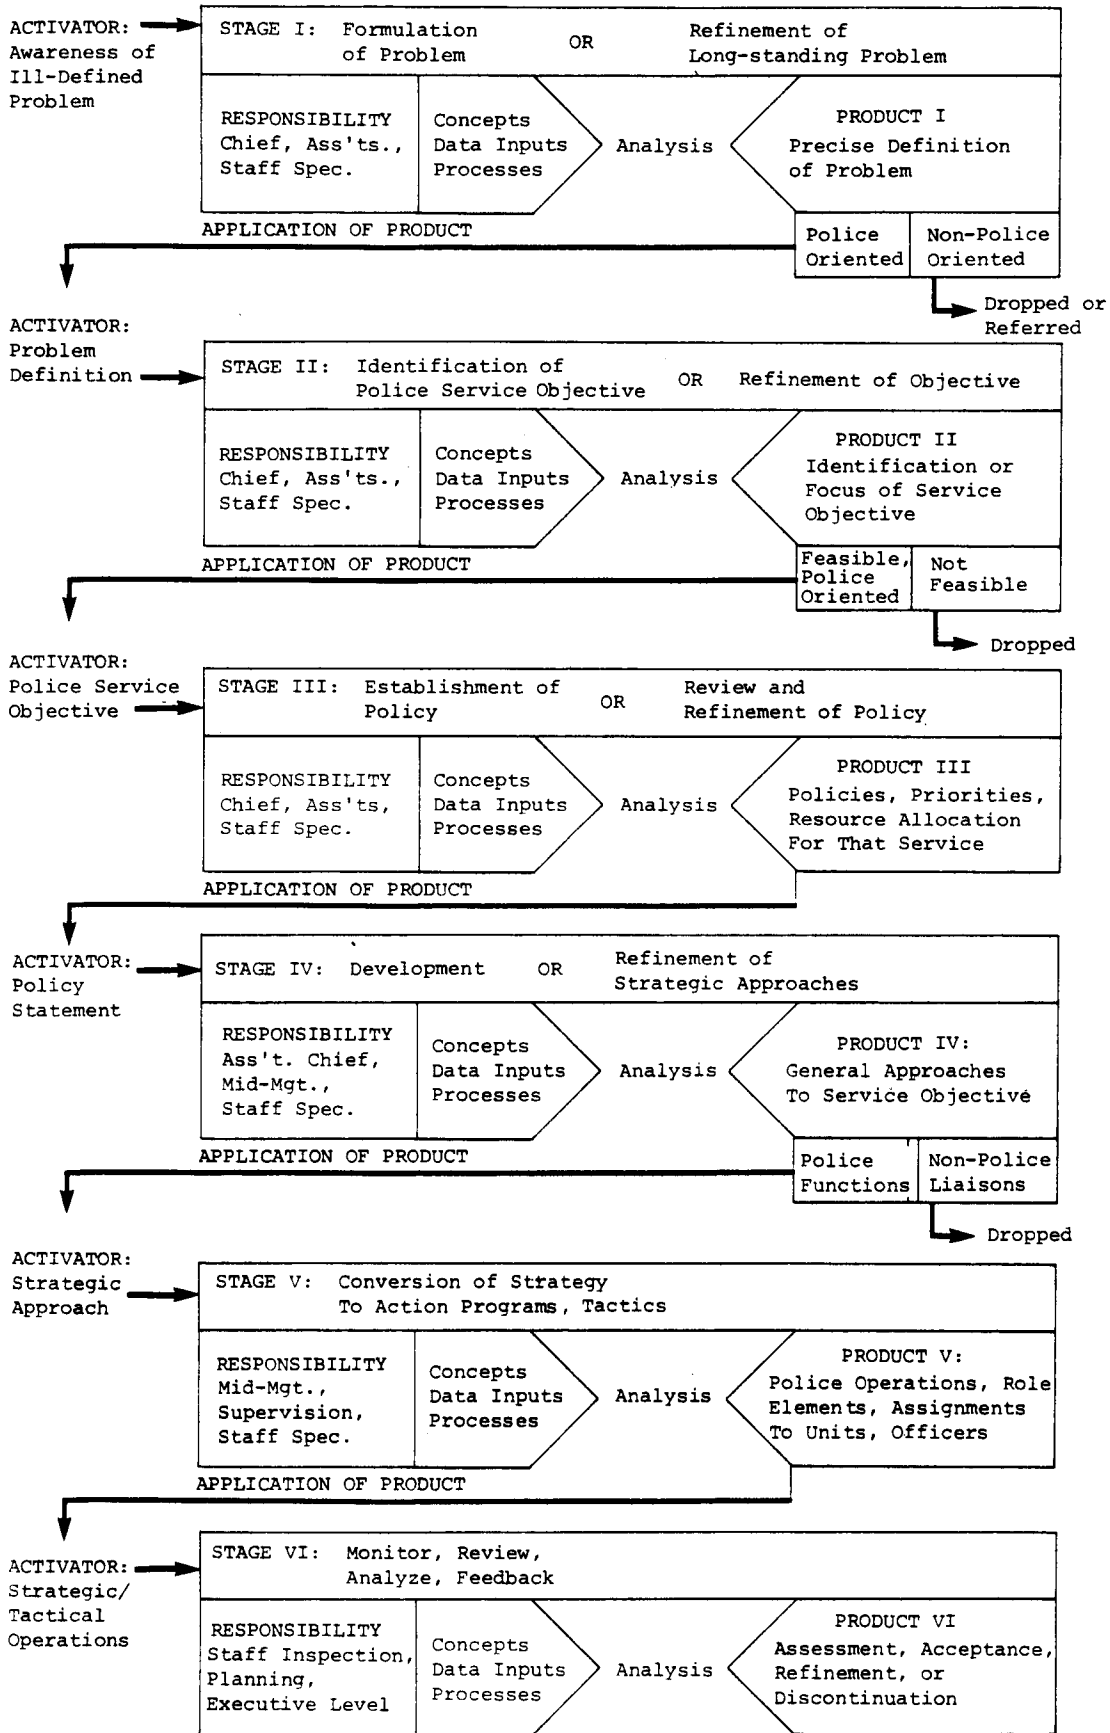 ACTIVATOR:
Awareness of
Ill-Defined
Problem
STAGE I: Formulation
of Problem
OR
Refinement of
Long-standing Problem
RESPONSIBILITY
Chief, Ass'ts.,
Staff Spec.
Concepts
Data Inputs
Processes
Analysis
PRODUCT I
Precise Definition
of Problem
APPLICATION OF PRODUCT
Police
Oriented
Non-Police
Oriented
Dropped or
Referred
ACTIVATOR:
Problem
Definition
STAGE II: Identification of
Police Service Objective
OR
Refinement of Objective
RESPONSIBILITY
Chief, Ass'ts.,
Staff Spec.
Concepts
Data Inputs
Processes
Analysis
PRODUCT II
Identification or
Focus of Service
Objective
APPLICATION OF PRODUCT
Feasible,
Police
Oriented
Not
Feasible
Dropped
ACTIVATOR:
Police Service
Objective
STAGE III: Establishment of
Policy
OR
Review and
Refinement of Policy
RESPONSIBILITY
Chief, Ass'ts,
Staff Spec.
Concepts
Data Inputs
Processes
Analysis
PRODUCT III
Policies, Priorities,
Resource Allocation
For That Service
APPLICATION OF PRODUCT
ACTIVATOR:
Policy
Statement
STAGE IV: Development
OR
Refinement of
Strategic Approaches
RESPONSIBILITY
Ass't. Chief,
Mid-Mgt.,
Staff Spec.
Concepts
Data Inputs
Processes
Analysis
PRODUCT IV:
General Approaches
To Service Objective
APPLICATION OF PRODUCT
Police
Functions
Non-Police
Liaisons
Dropped
ACTIVATOR:
Strategic
Approach
STAGE V: Conversion of Strategy
To Action Programs, Tactics
RESPONSIBILITY
Mid-Mgt.,
Supervision,
Staff Spec.
Concepts
Data Inputs
Processes
Analysis
PRODUCT V:
Police Operations, Role
Elements, Assignments
To Units, Officers
APPLICATION OF PRODUCT
ACTIVATOR:
Strategic/
Tactical
Operations
STAGE VI: Monitor, Review,
Analyze, Feedback
RESPONSIBILITY
Staff Inspection,
Planning,
Executive Level
Concepts
Data Inputs
Processes
Analysis
PRODUCT VI
Assessment, Acceptance,
Refinement, or
Discontinuation